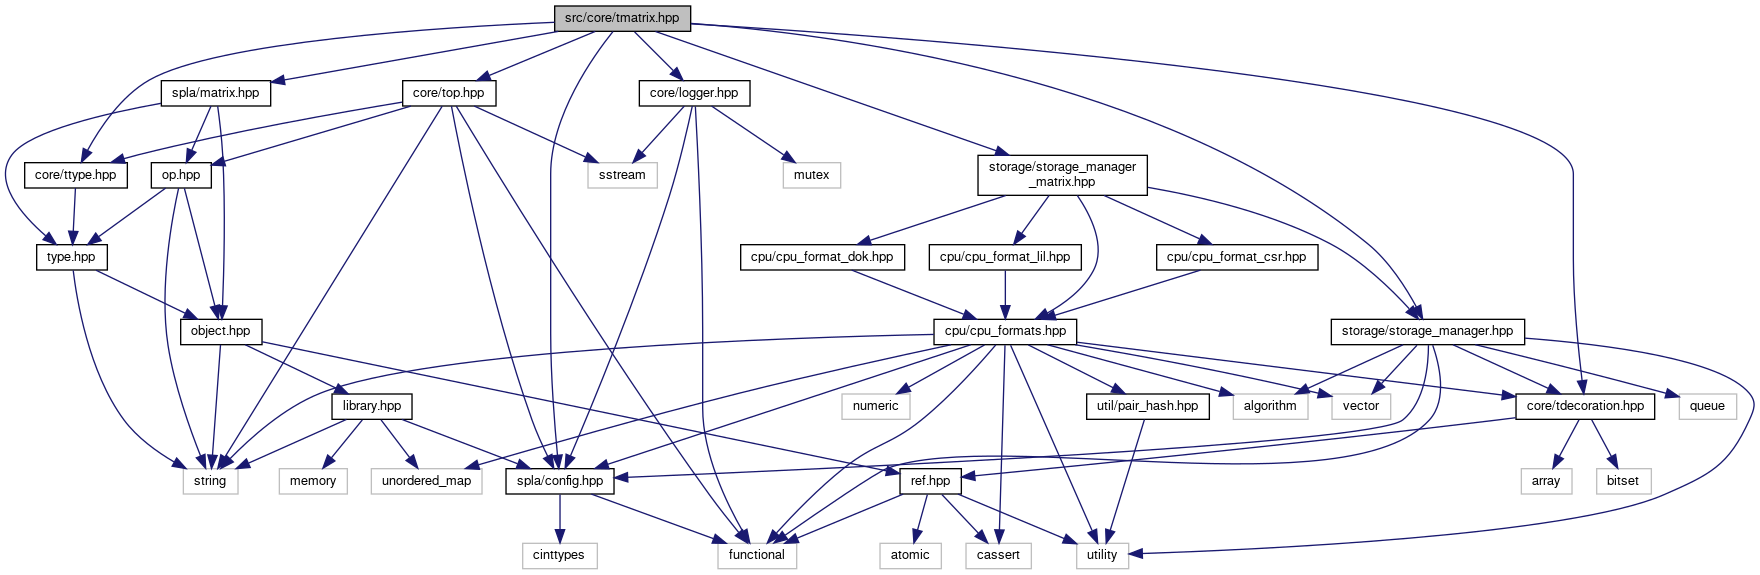 src/core/tmatrix.hpp
spla/matrix.hpp
core/top.hpp
core/logger.hpp
core/ttype.hpp
op.hpp
sstream
mutex
storage/storage_manager
_matrix.hpp
type.hpp
cpu/cpu_format_dok.hpp
cpu/cpu_format_lil.hpp
cpu/cpu_format_csr.hpp
object.hpp
cpu/cpu_formats.hpp
storage/storage_manager.hpp
library.hpp
numeric
util/pair_hash.hpp
algorithm
vector
core/tdecoration.hpp
queue
string
memory
unordered_map
spla/config.hpp
ref.hpp
array
bitset
cinttypes
functional
atomic
cassert
utility